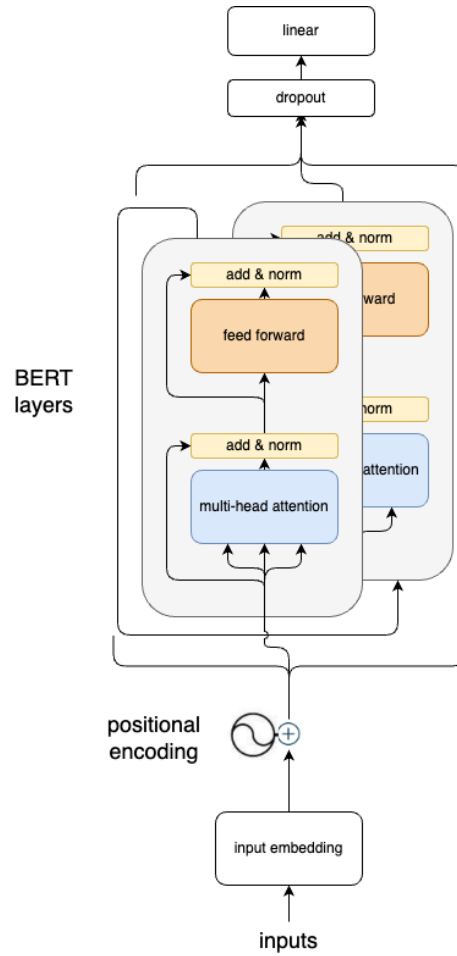 linear
dropout
add & norm
ward
norm
attention
add & norm
feed forward
add & norm
multi-head attention
BERT
layers
positional
encoding
input embedding
inputs